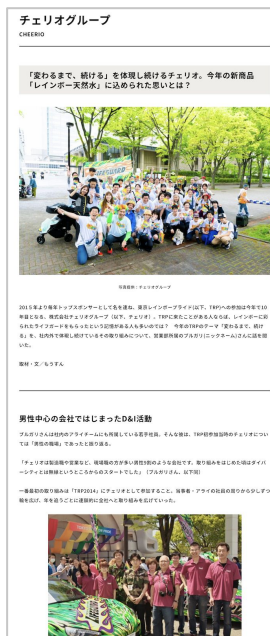 チェリオグループ
CHEERIO
「変わるまで、続ける」を体現し続けるチェリオ。今年の新商品
「レインボー天然水」に込められた思いとは？
写真提供：チェリオグループ
2015年より毎年トップスポンサーとして名を連ね、東京レインボープライド(以下、TRP)への参加は今年で10
年目となる、株式会社チェリオグループ（以下、チェリオ）。TRPに来たことがある人ならば、レインボーに彩
られたライフガードをもらったという記憶がある人も多いのでは？　今年のTRPのテーマ「変わるまで、続け
る」を、社内外で体現し続けているその取り組みについて、営業部所属のブルガリ(ニックネーム)さんに話を聞
いた。
取材・文／もうすん
男性中心の会社ではじまったD&I活動
ブルガリさんは社内のアライチームにも所属している若手社員。そんな彼は、TRP初参加当時のチェリオについ
ては「男性の職場」であったと振り返る。
「チェリオは製造職や営業など、現場職の方が多い男性9割のような会社です。取り組みをはじめた頃はダイバ
ーシティとは無縁というところからのスタートでした」（ブルガリさん、以下同）
一番最初の取り組みは「TRP2014」にチェリオとして参加すること。当事者・アライの社員の周りから少しずつ
輪を広げ、年を追うごとに連鎖的に全社へと取り組みを広げていった。